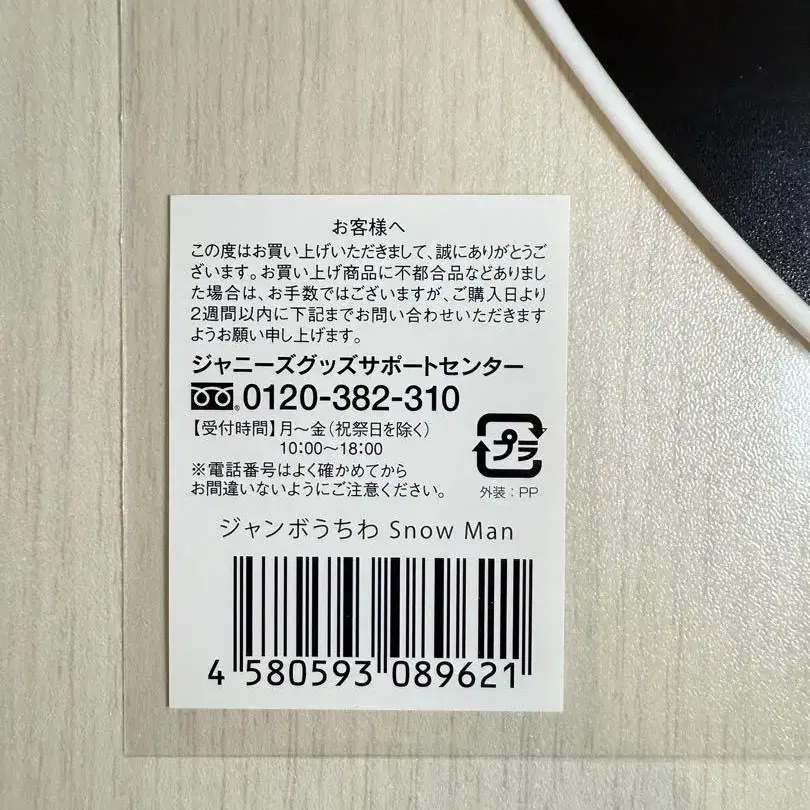 お客様へ
この度はお買い上げいただきまして、誠にありがとうご
ざいます。お買い上げ商品に不都合品などありまし
た場合は、お手数ではございますが、ご購入日より
2週間以内に下記までお問い合わせいただきます
ようお願い申し上げます。
ジャニーズグッズサポートセンター
0120-382-310
【受付時間】月〜金(祝祭日を除く)
10:00〜18:00
※電話番号はよく確かめてから
お間違いないようにご注意ください。
プラ
外装:PP
ジャンボうちわ Snow Man
4 580593 089621